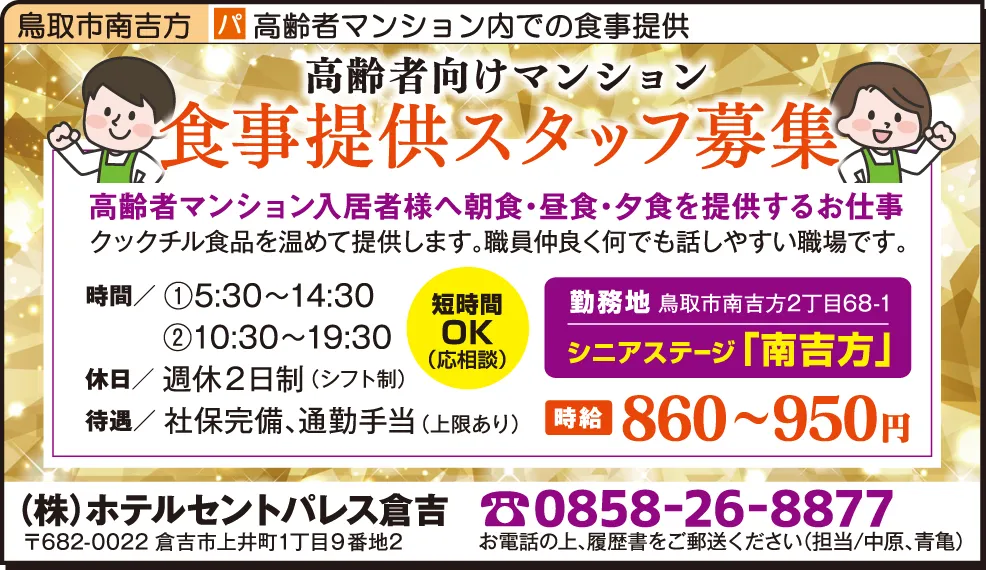 鳥取市南吉方 パ 高齢者マンション内での食事提供
高齢者向けマンション
食事提供スタッフ募集
高齢者マンション入居者様へ朝食・昼食・夕食を提供するお仕事
クックチル食品を温めて提供します。職員仲良く何でも話しやすい職場です。
時間／ ①5:30～14:30
②10:30～19:30
休日／ 週休2日制（シフト制）
待遇／ 社保完備、通勤手当（上限あり）
短時間
OK
（応相談）
勤務地 鳥取市南吉方2丁目68-1
シニアステージ「南吉方」
時給 860～950円
（株）ホテルセントパレス倉吉
〒682-0022 倉吉市上井町1丁目9番地2
☎0858-26-8877
お電話の上、履歴書をご郵送ください（担当/中原、青亀）